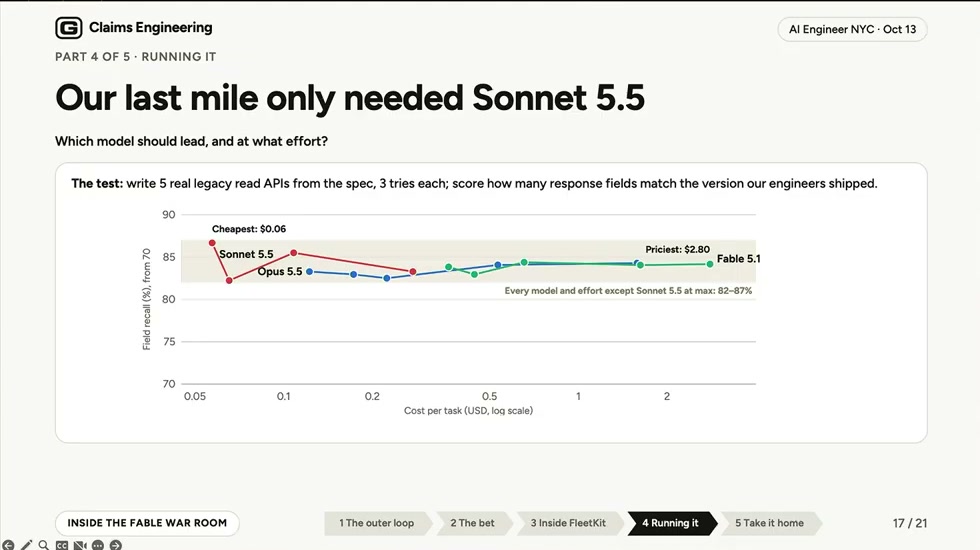 G Claims Engineering
AI Engineer NYC · Oct 13
PART 4 OF 5 · RUNNING IT
Our last mile only needed Sonnet 5.5
Which model should lead, and at what effort?
The test: write 5 real legacy read APIs from the spec, 3 tries each; score how many response fields match the version our engineers shipped.
Field recall (%), from 70
90
85
80
75
70
Cheapest: $0.06
Sonnet 5.5
Opus 5.5
Priciest: $2.80
Fable 5.1
Every model and effort except Sonnet 5.5 at max: 82–87%
0.05 0.1 0.2 0.5 1 2
Cost per task (USD, log scale)
INSIDE THE FABLE WAR ROOM
1 The outer loop
2 The bet
3 Inside FleetKit
4 Running it
5 Take it home
17 / 21
CC